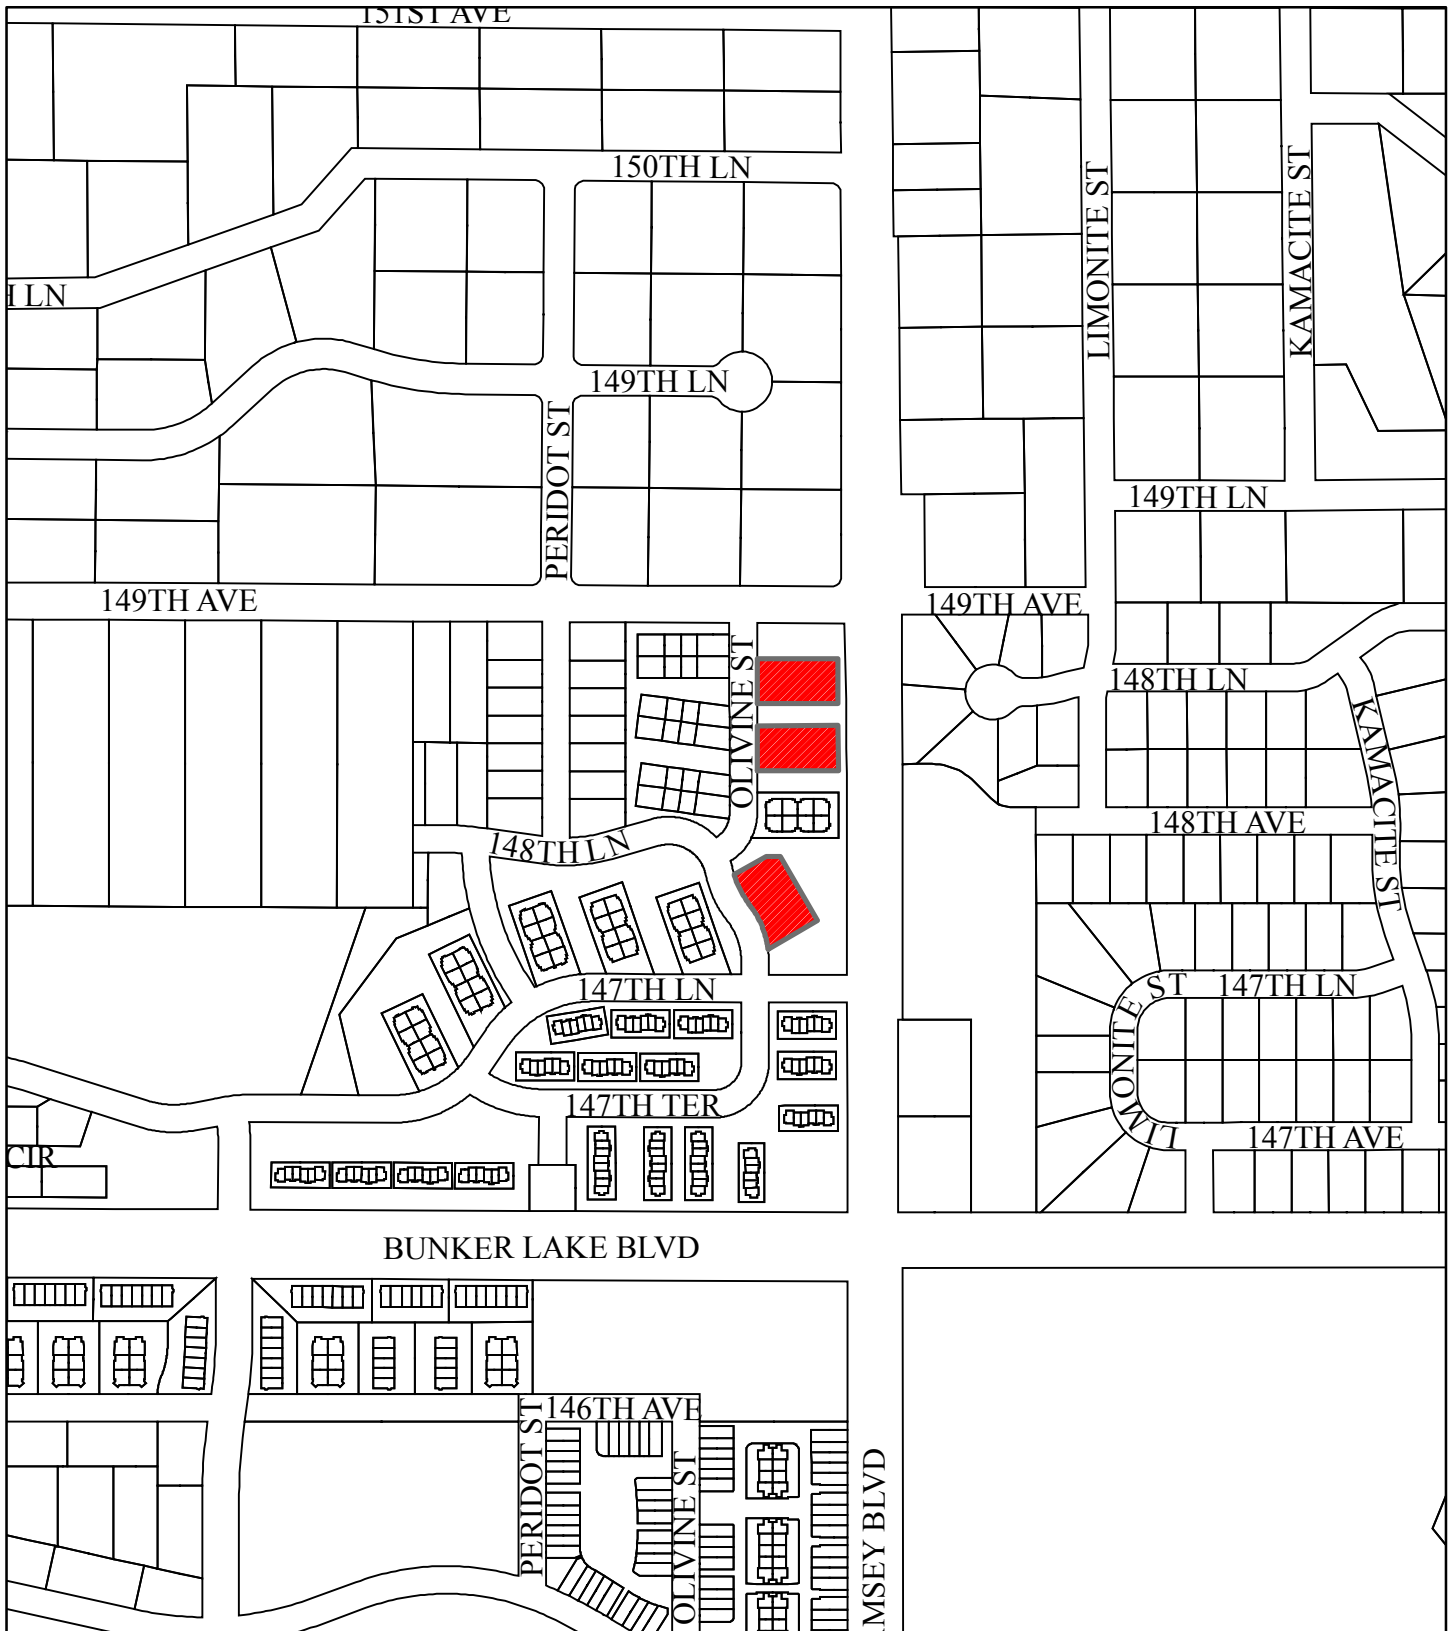 151ST AVE
150TH LN
LIMONITE ST
KAMACITE ST
LN
149TH LN
PERIDOT ST
149TH LN
149TH AVE
149TH AVE
OLIVINE ST
148TH LN
KAMACITE ST
148TH AVE
148TH LN
147TH LN
147TH LN
LIMONITE ST
LIMONITE ST
147TH TER
147TH AVE
CIR
BUNKER LAKE BLVD
146TH AVE
PERIDOT ST
OLIVINE ST
MSEY BLVD